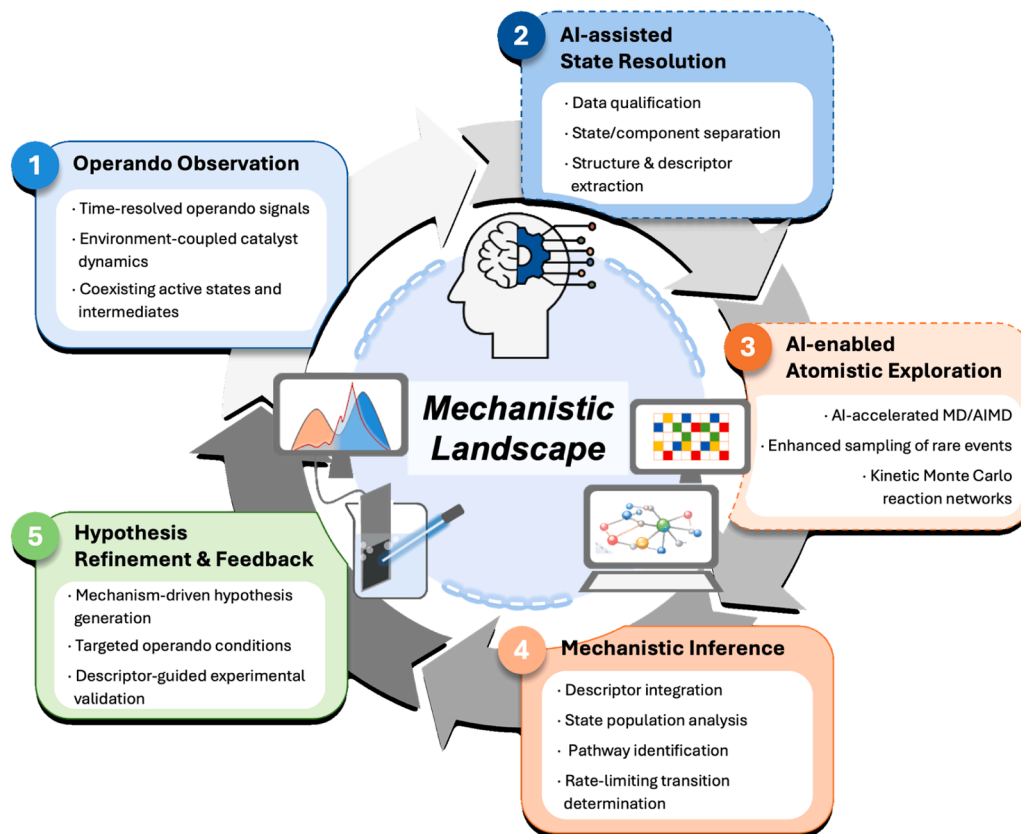 1
Operando Observation
· Time-resolved operando signals
· Environment-coupled catalyst
dynamics
· Coexisting active states and
intermediates
2
AI-assisted
State Resolution
· Data qualification
· State/component separation
· Structure & descriptor
extraction
3
AI-enabled
Atomistic Exploration
· AI-accelerated MD/AIMD
· Enhanced sampling of rare events
· Kinetic Monte Carlo
reaction networks
Mechanistic
Landscape
4
Mechanistic Inference
· Descriptor integration
· State population analysis
· Pathway identification
· Rate-limiting transition
determination
5
Hypothesis
Refinement & Feedback
· Mechanism-driven hypothesis
generation
· Targeted operando conditions
· Descriptor-guided experimental
validation